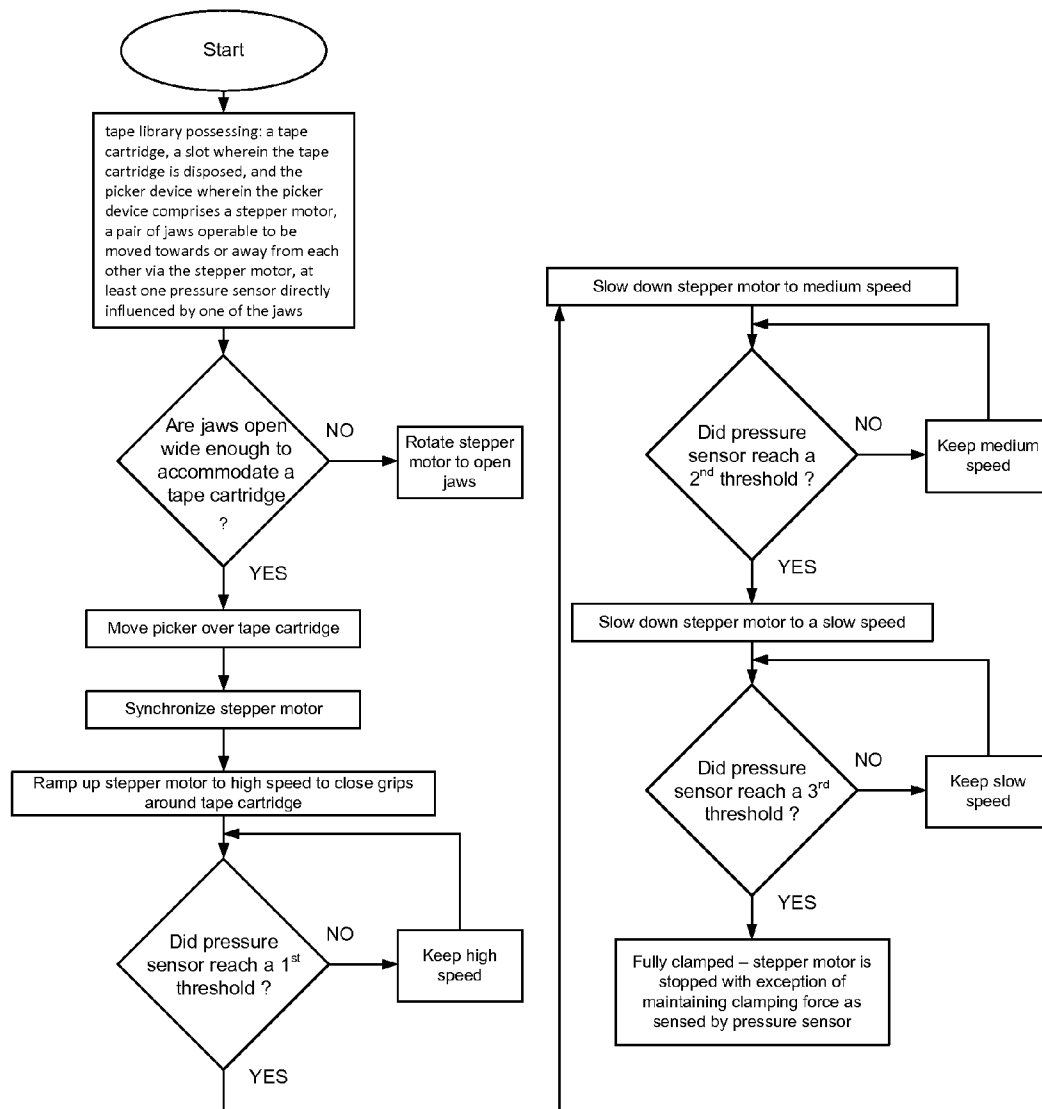 Start
tape library possessing: a tape
cartridge, a slot wherein the tape
cartridge is disposed, and the
picker device wherein the picker
device comprises a stepper motor,
a pair of jaws operable to be
moved towards or away from each
other via the stepper motor, at
least one pressure sensor directly
influenced by one of the jaws
Are jaws open
wide enough to
accommodate a
tape cartridge
?
NO
Rotate stepper
motor to open
jaws
YES
Move picker over tape cartridge
Synchronize stepper motor
Ramp up stepper motor to high speed to close grips
around tape cartridge
Did pressure
sensor reach a 1st
threshold ?
NO
Keep high
speed
YES
Slow down stepper motor to medium speed
Did pressure
sensor reach a
2nd threshold ?
NO
Keep medium
speed
YES
Slow down stepper motor to a slow speed
Did pressure
sensor reach a 3rd
threshold ?
NO
Keep slow
speed
YES
Fully clamped – stepper motor is
stopped with exception of
maintaining clamping force as
sensed by pressure sensor